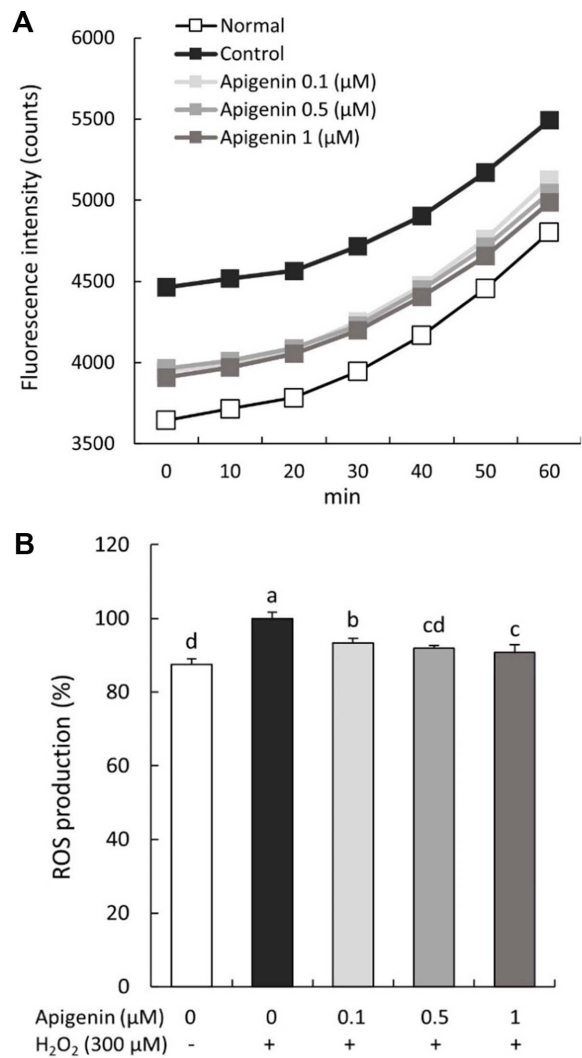 A
Normal
Control
Apigenin 0.1 (μM)
Apigenin 0.5 (μM)
Apigenin 1 (μM)
Fluorescence intensity (counts)
6000
5500
5000
4500
4000
3500
0 10 20 30 40 50 60
min
B
ROS production (%)
120
100
80
60
40
20
0
d a b cd c
Apigenin (μM) 0 0 0.1 0.5 1
H₂O₂ (300 μM) - + + + +